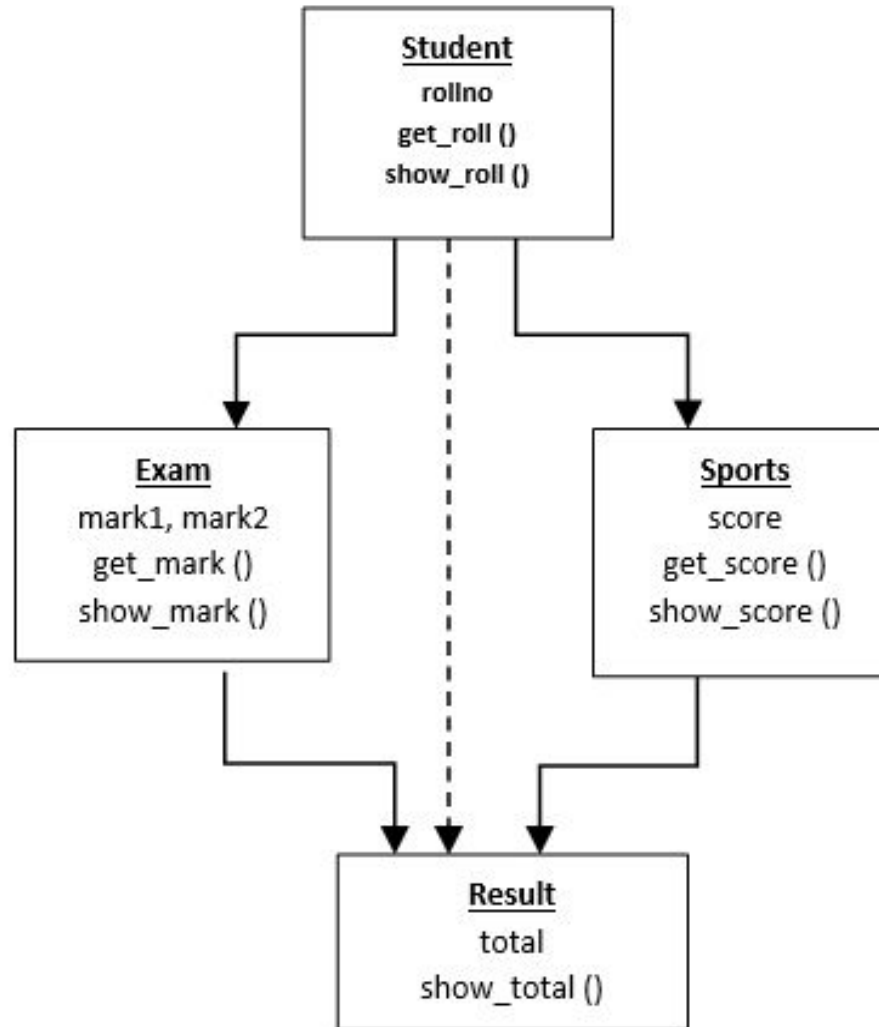 Student
rollno
get_roll ()
show_roll ()
Exam
mark1, mark2
get_mark ()
show_mark ()
Sports
score
get_score ()
show_score ()
Result
total
show_total ()